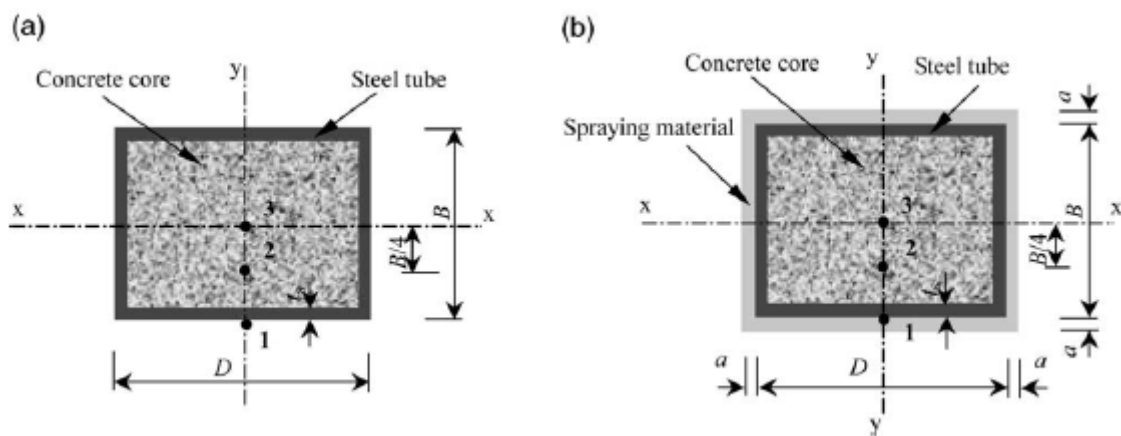 (a)
y
Concrete core
Steel tube
x
x
3
2
B/4
B
1
D
(b)
y
Concrete core
Steel tube
a
Spraying material
x
x
3
2
B/4
B
1
a
a
D
a
y